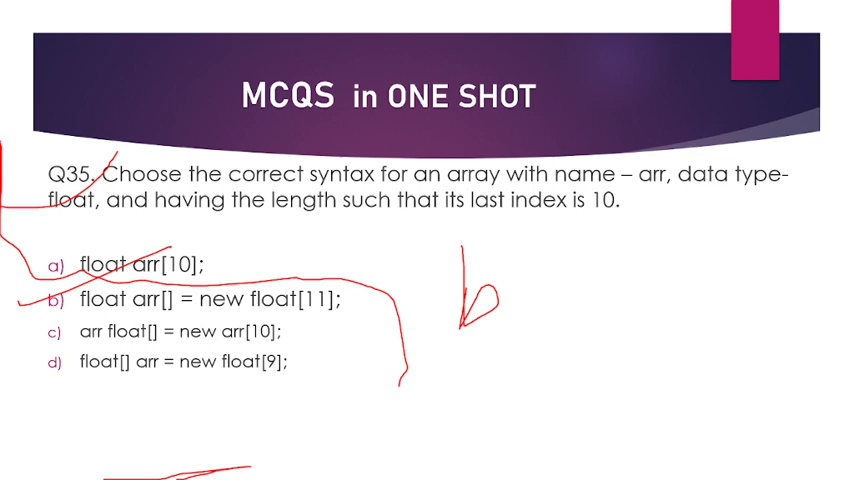 MCQS in ONE SHOT
Q35. Choose the correct syntax for an array with name – arr, data type-
float, and having the length such that its last index is 10.
a) float arr[10];
b) float arr[] = new float[11];
c) arr float[] = new arr[10];
d) float[] arr = new float[9];
b